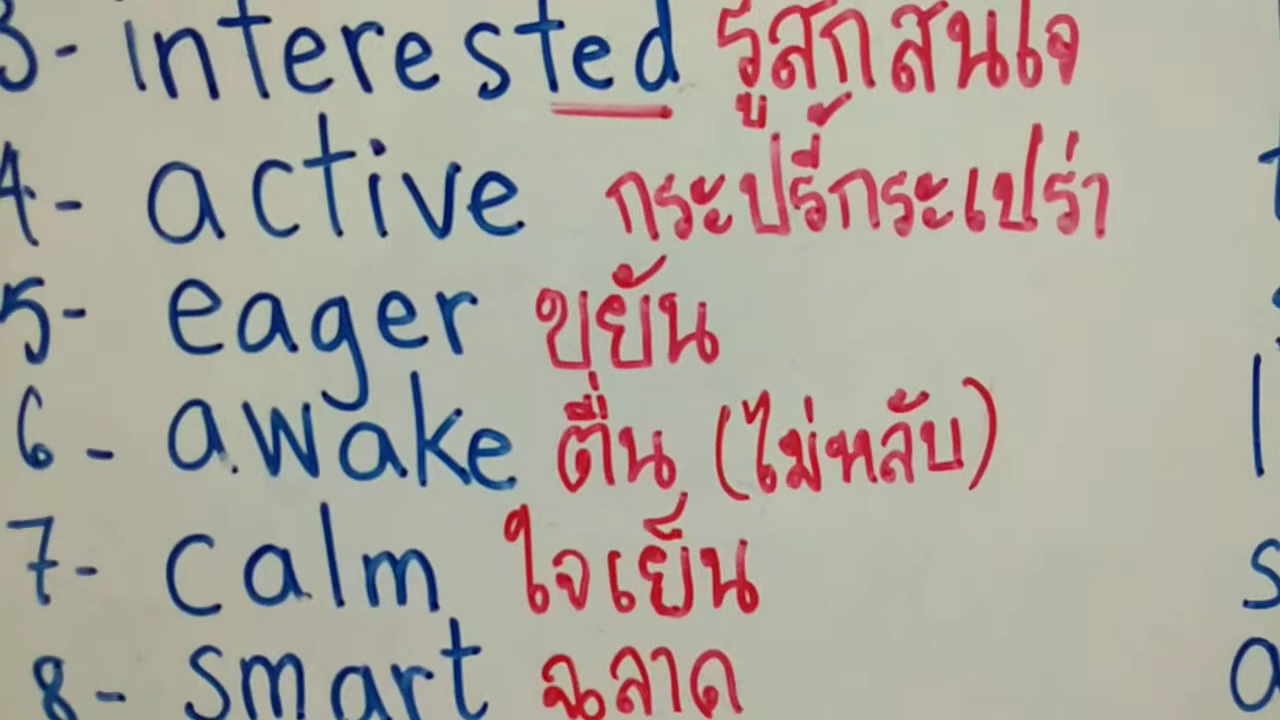 3- interested รู้สึกสนใจ
4- active กระปรี้กระเปร่า
5- eager ขยัน
6- awake ตื่น (ไม่หลับ)
7- calm ใจเย็น
8- smart ฉลาด